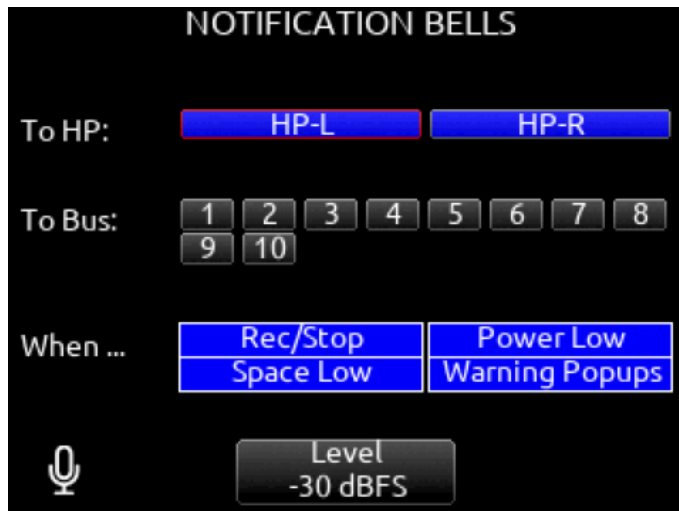 NOTIFICATION BELLS
To HP: HP-L HP-R
To Bus: 1 2 3 4 5 6 7 8
9 10
When ... Rec/Stop Power Low
Space Low Warning Popups
Level
-30 dBFS